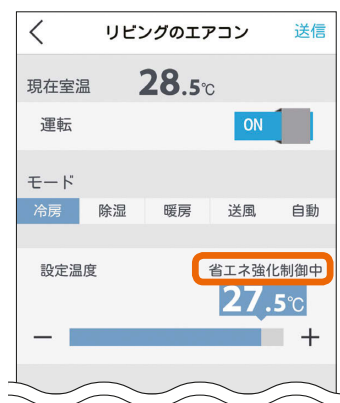 リビングのエアコン 送信
現在室温 28.5℃
運転 ON
モード
冷房 除湿 暖房 送風 自動
設定温度 省エネ強化制御中
27.5℃
− +